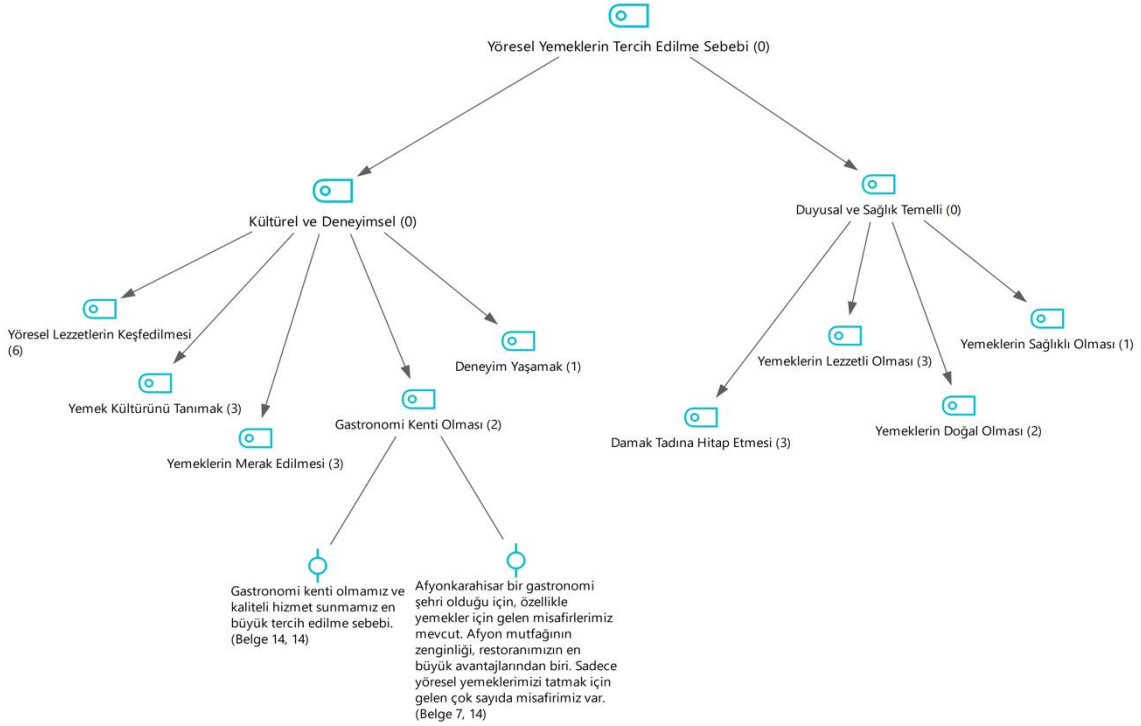 Yöresel Yemeklerin Tercih Edilme Sebebi (0)
Kültürel ve Deneyimsel (0)
Duyusal ve Sağlık Temelli (0)
Yöresel Lezzetlerin Keşfedilmesi
(6)
Yemek Kültürünü Tanımak (3)
Yemeklerin Merak Edilmesi (3)
Gastronomi Kenti Olması (2)
Deneyim Yaşamak (1)
Damak Tadına Hitap Etmesi (3)
Yemeklerin Lezzetli Olması (3)
Yemeklerin Doğal Olması (2)
Yemeklerin Sağlıklı Olması (1)
Gastronomi kenti olmamız ve
kaliteli hizmet sunmamız en
büyük tercih edilme sebebi.
(Belge 14, 14)
Afyonkarahisar bir gastronomi
şehri olduğu için, özellikle
yemekler için gelen misafirlerimiz
mevcut. Afyon mutfağının
zenginliği, restoranımızın en
büyük avantajlarından biri. Sadece
yöresel yemeklerimizi tatmak için
gelen çok sayıda misafirimiz var.
(Belge 7, 14)